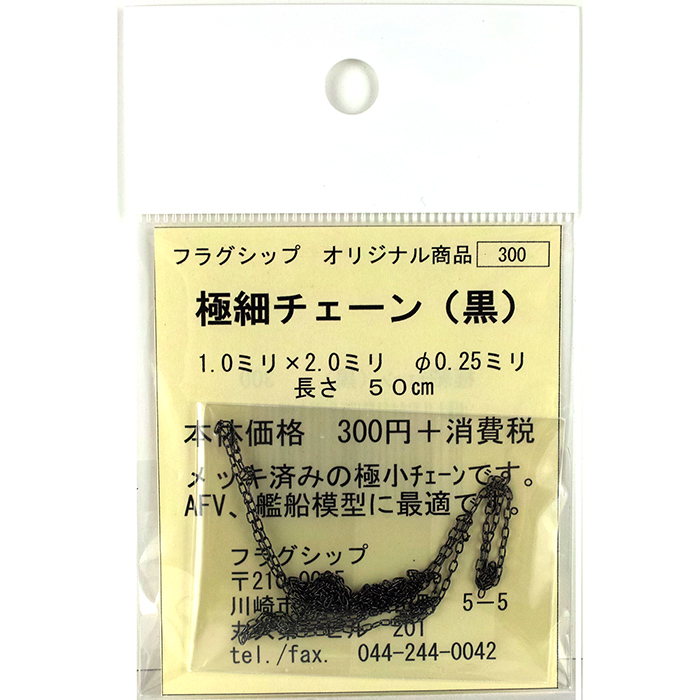 フラグシップ オリジナル商品 300
極細チェーン(黒)
1.0ミリ×2.0ミリ φ0.25ミリ
長さ 50cm
本体価格 300円+消費税
メッキ済みの極小チェーンです。
AFV、艦船模型に最適です。
フラグシップ
川崎市 5-5
ビル 201
tel./fax. 044-244-0042